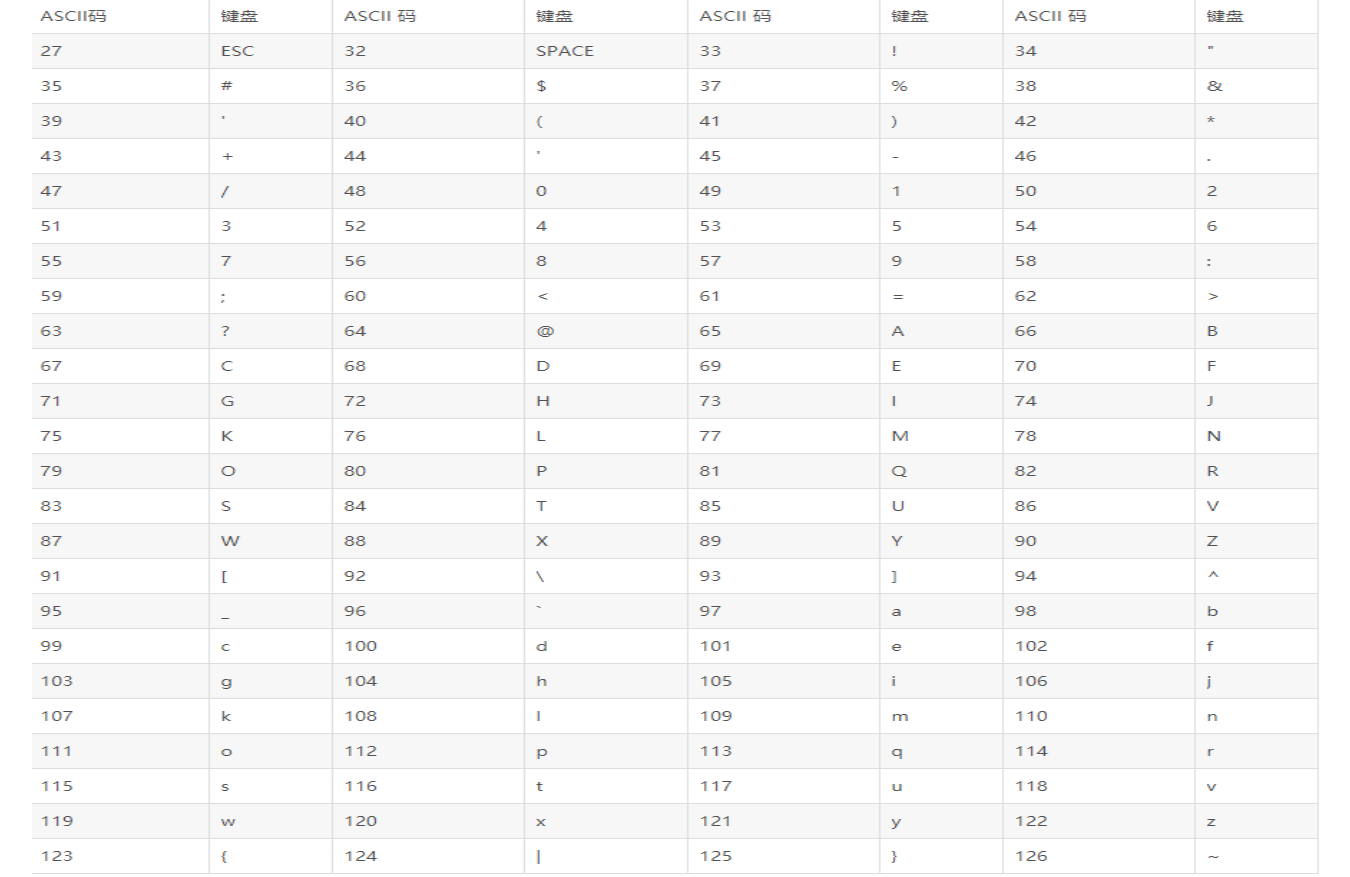 ASCII码 键盘 ASCII 码 键盘 ASCII 码 键盘 ASCII 码 键盘
27 ESC 32 SPACE 33 ! 34 "
35 # 36 $ 37 % 38 &
39 ' 40 ( 41 ) 42 *
43 + 44 ' 45 - 46 .
47 / 48 0 49 1 50 2
51 3 52 4 53 5 54 6
55 7 56 8 57 9 58 :
59 ; 60 < 61 = 62 >
63 ? 64 @ 65 A 66 B
67 C 68 D 69 E 70 F
71 G 72 H 73 I 74 J
75 K 76 L 77 M 78 N
79 O 80 P 81 Q 82 R
83 S 84 T 85 U 86 V
87 W 88 X 89 Y 90 Z
91 [ 92 \ 93 ] 94 ^
95 _ 96 ` 97 a 98 b
99 c 100 d 101 e 102 f
103 g 104 h 105 i 106 j
107 k 108 l 109 m 110 n
111 o 112 p 113 q 114 r
115 s 116 t 117 u 118 v
119 w 120 x 121 y 122 z
123 { 124 | 125 } 126 ~